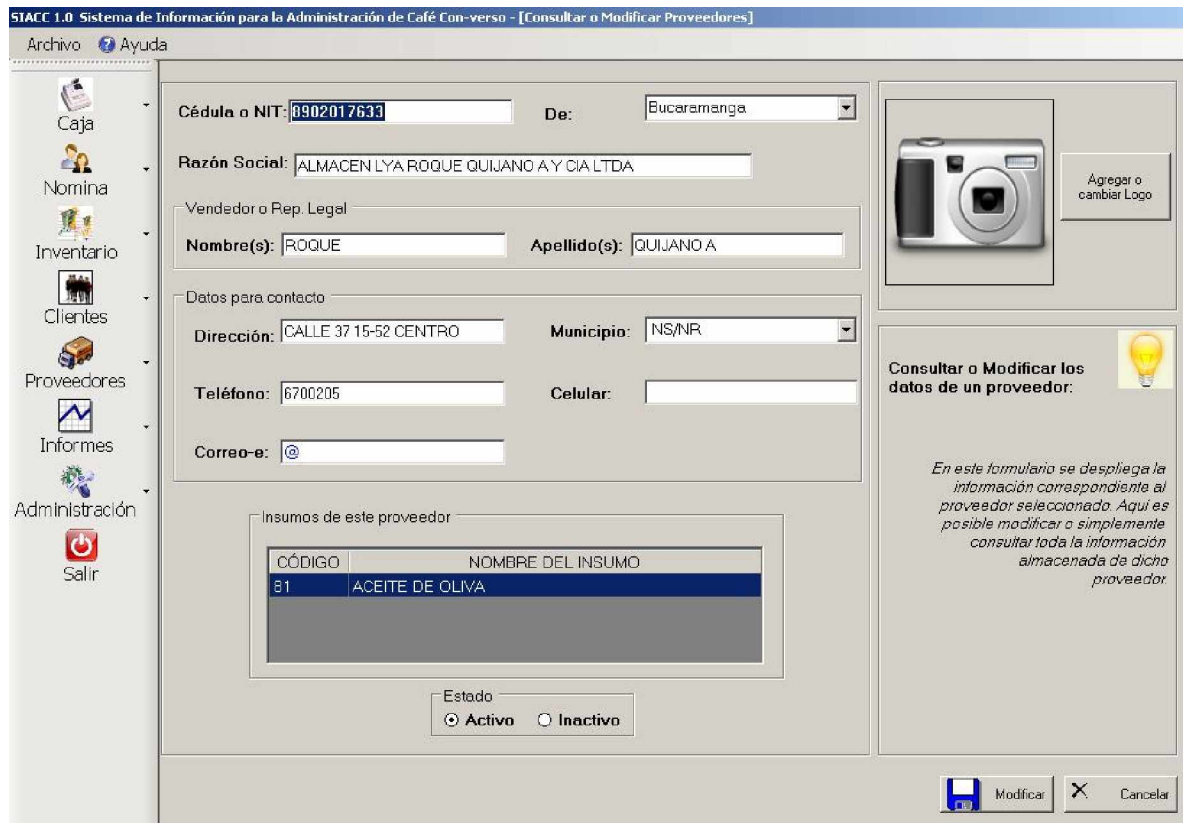 SIACC 1.0 Sistema de Información para la Administración de Café Con-verso - [Consultar o Modificar Proveedores]
Archivo ? Ayuda
Caja
Nomina
Inventario
Clientes
Proveedores
Informes
Administración
Salir
Cédula o NIT: 8902017633 De: Bucaramanga
Razón Social: ALMACEN LYA ROQUE QUIJANO A Y CIA LTDA
Vendedor o Rep. Legal
Nombre(s): ROQUE Apellido(s): QUIJANO A
Datos para contacto
Dirección: CALLE 37 15-52 CENTRO Municipio: NS/NR
Teléfono: 6700205 Celular:
Correo-e: @
Insumos de este proveedor
CÓDIGO NOMBRE DEL INSUMO
81 ACEITE DE OLIVA
Estado
Activo Inactivo
Agregar o
cambiar Logo
Consultar o Modificar los
datos de un proveedor:
En este formulario se despliega la
información correspondiente al
proveedor seleccionado. Aquí es
posible modificar o simplemente
consultar toda la información
almacenada de dicho
proveedor.
Modificar Cancelar